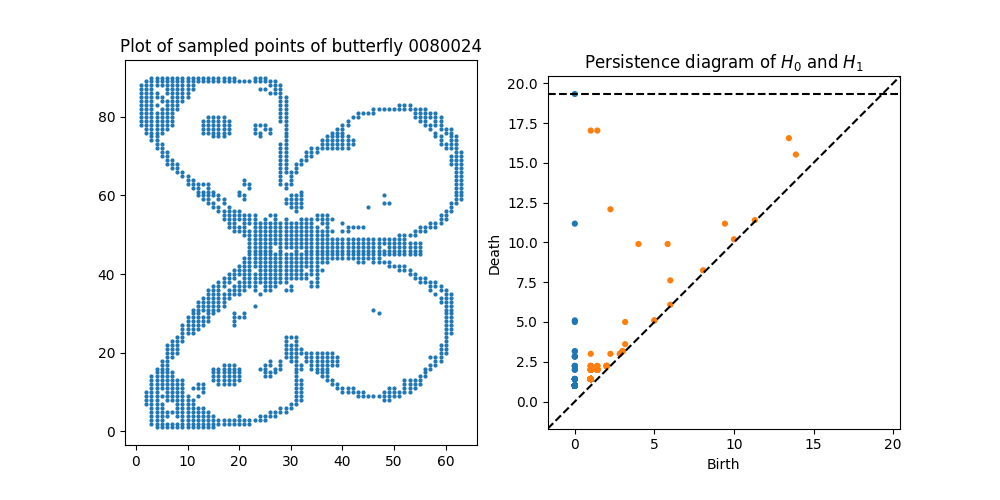 Plot of sampled points of butterfly 0080024
80
60
40
20
0
0 10 20 30 40 50 60
Persistence diagram of H₀ and H₁
20.0
17.5
15.0
12.5
10.0
7.5
5.0
2.5
0.0
Death
0 5 10 15 20
Birth